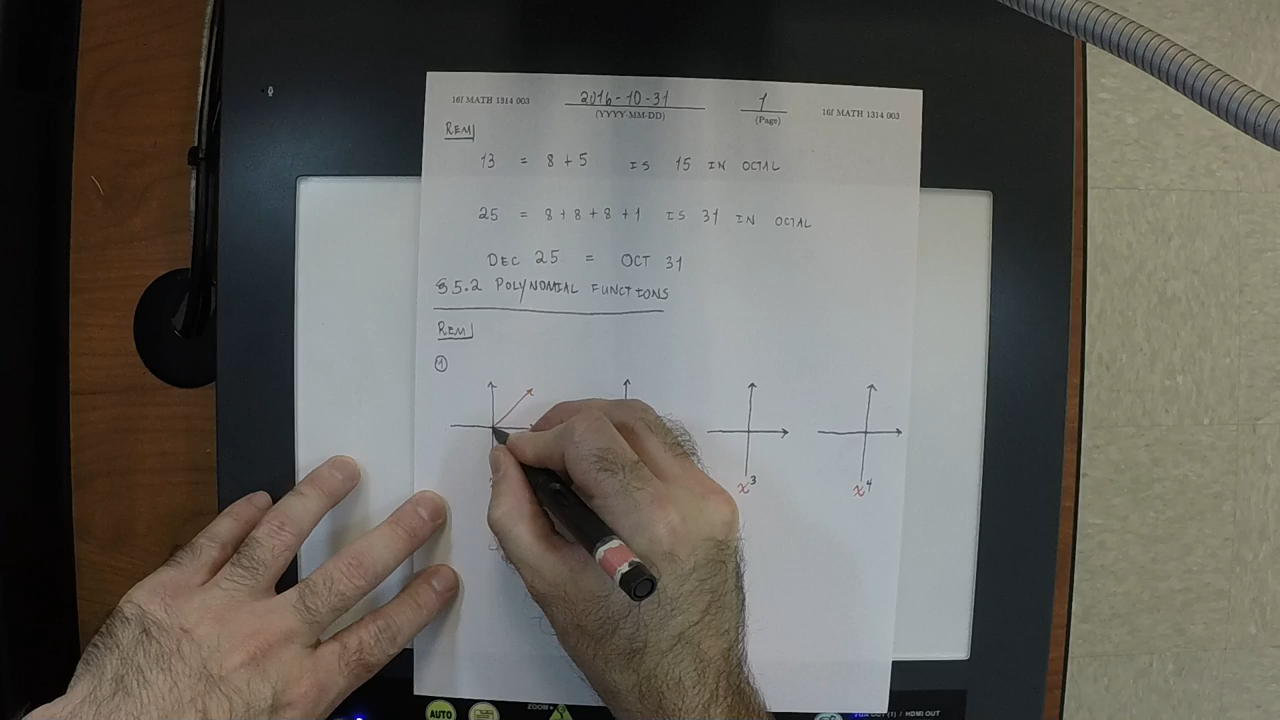 16f MATH 1314 003 2016-10-31 1 16f MATH 1314 003
(YYYY-MM-DD) (Page)
REM
13 = 8 + 5 IS 15 IN OCTAL
25 = 8 + 8 + 8 + 1 IS 31 IN OCTAL
DEC 25 = OCT 31
§5.2 POLYNOMIAL FUNCTIONS
REM
①
x³ x⁴
AUTO
ZOOM+